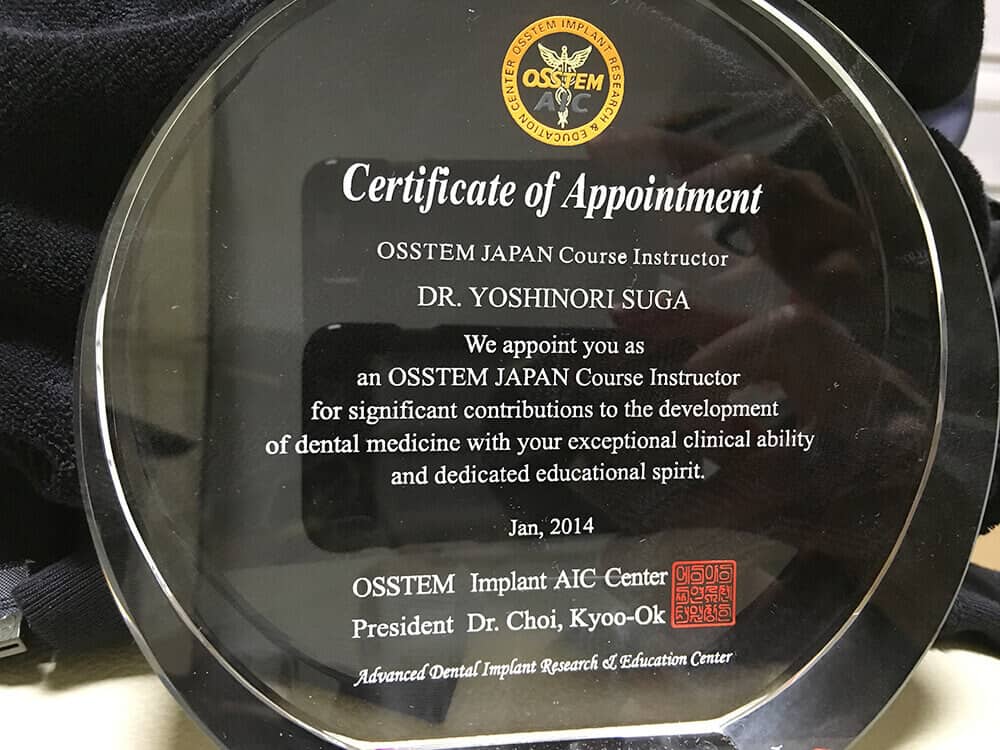 OSSTEM IMPLANT RESEARCH & EDUCATION CENTER
OSSTEM
AIC
Certificate of Appointment
OSSTEM JAPAN Course Instructor
DR. YOSHINORI SUGA
We appoint you as
an OSSTEM JAPAN Course Instructor
for significant contributions to the development
of dental medicine with your exceptional clinical ability
and dedicated educational spirit.
Jan, 2014
OSSTEM Implant AIC Center
President Dr. Choi, Kyoo-Ok
Advanced Dental Implant Research & Education Center